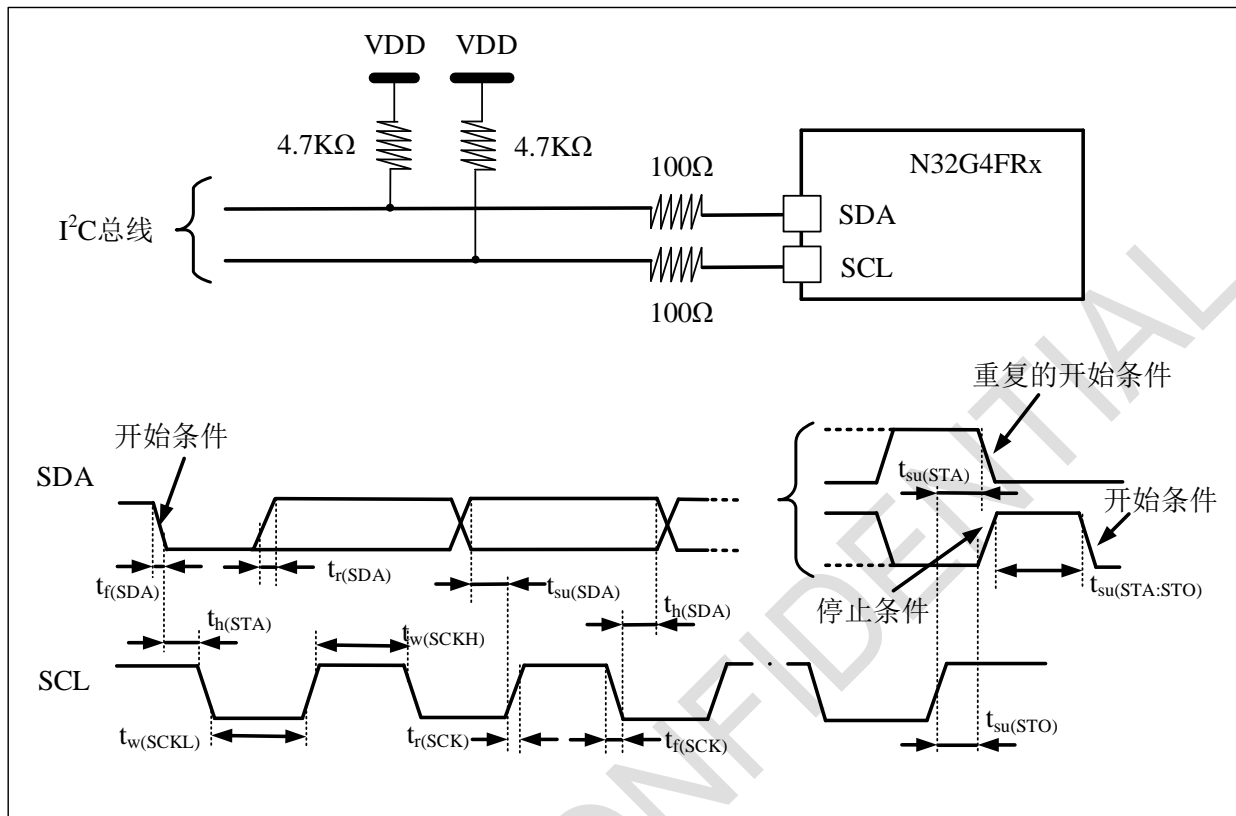 VDD VDD
4.7KΩ 4.7KΩ
100Ω
N32G4FRx
I²C总线
SDA
SCL
100Ω
重复的开始条件
开始条件
SDA
tsu(STA)
开始条件
tf(SDA)
tr(SDA)
tsu(SDA)
th(SDA)
停止条件
tsu(STA:STO)
th(STA)
tw(SCKH)
SCL
tw(SCKL)
tr(SCK)
tf(SCK)
tsu(STO)
CONFIDENTIAL